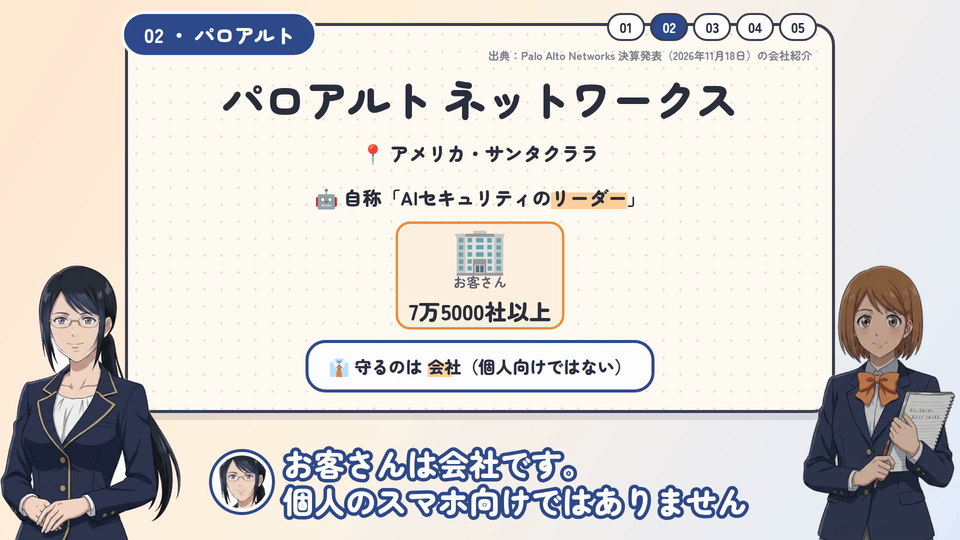 02 ・ パロアルト
01 02 03 04 05
出典：Palo Alto Networks 決算発表（2026年11月18日）の会社紹介
パロアルト ネットワークス
アメリカ・サンタクララ
自称「AIセキュリティのリーダー」
お客さん
7万5000社以上
守るのは 会社（個人向けではない）
お客さんは会社です。
個人のスマホ向けではありません